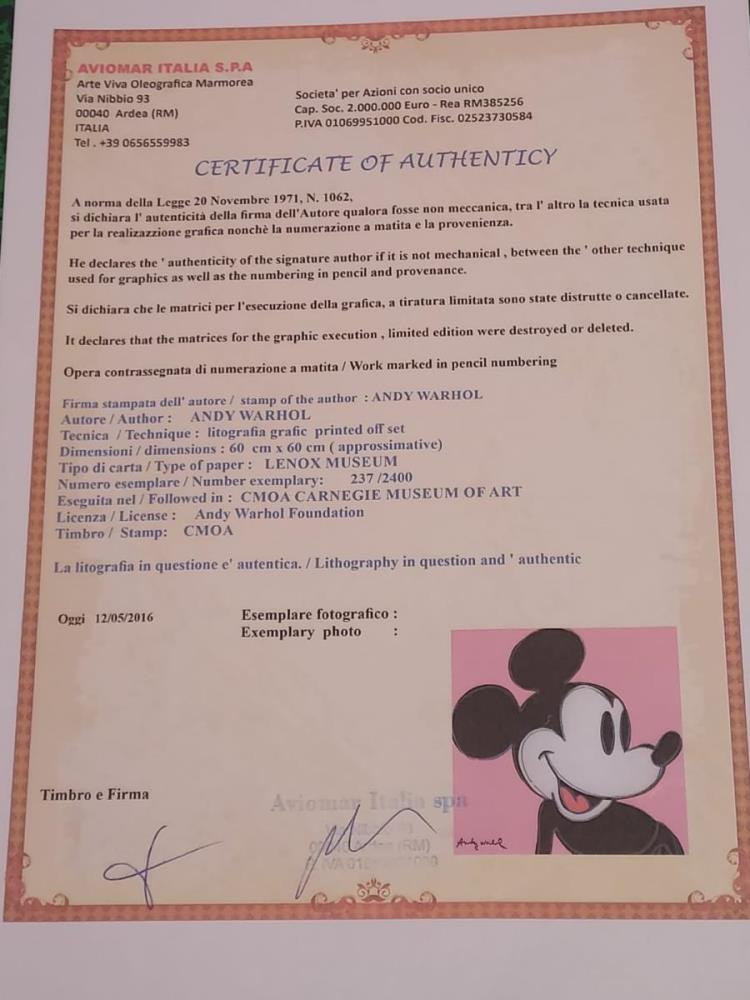 AVIOMAR ITALIA S.P.A
Arte Viva Oleografica Marmorea
Via Nibbio 93
00040 Ardea (RM)
ITALIA
Tel . +39 0656559983
Societa' per Azioni con socio unico
Cap. Soc. 2.000.000 Euro - Rea RM385256
P.IVA 01069951000 Cod. Fisc. 02523730584
CERTIFICATE OF AUTHENTICY
A norma della Legge 20 Novembre 1971, N. 1062,
si dichiara l' autenticità della firma dell'Autore qualora fosse non meccanica, tra l' altro la tecnica usata
per la realizazzione grafica nonchè la numerazione a matita e la provenienza.
He declares the ' authenticity of the signature author if it is not mechanical , between the ' other technique
used for graphics as well as the numbering in pencil and provenance.
Si dichiara che le matrici per l'esecuzione della grafica, a tiratura limitata sono state distrutte o cancellate.
It declares that the matrices for the graphic execution , limited edition were destroyed or deleted.
Opera contrassegnata di numerazione a matita / Work marked in pencil numbering
Firma stampata dell' autore / stamp of the author : ANDY WARHOL
Autore / Author : ANDY WARHOL
Tecnica / Technique : litografia grafic printed off set
Dimensioni / dimensions : 60 cm x 60 cm ( approssimative)
Tipo di carta / Type of paper : LENOX MUSEUM
Numero esemplare / Number exemplary: 237 /2400
Eseguita nel / Followed in : CMOA CARNEGIE MUSEUM OF ART
Licenza / License : Andy Warhol Foundation
Timbro / Stamp: CMOA
La litografia in questione e' autentica. / Lithography in question and ' authentic
Oggi 12/05/2016
Esemplare fotografico :
Exemplary photo :
Timbro e Firma
Aviomar Italia spa
(RM)
Andy Warhol